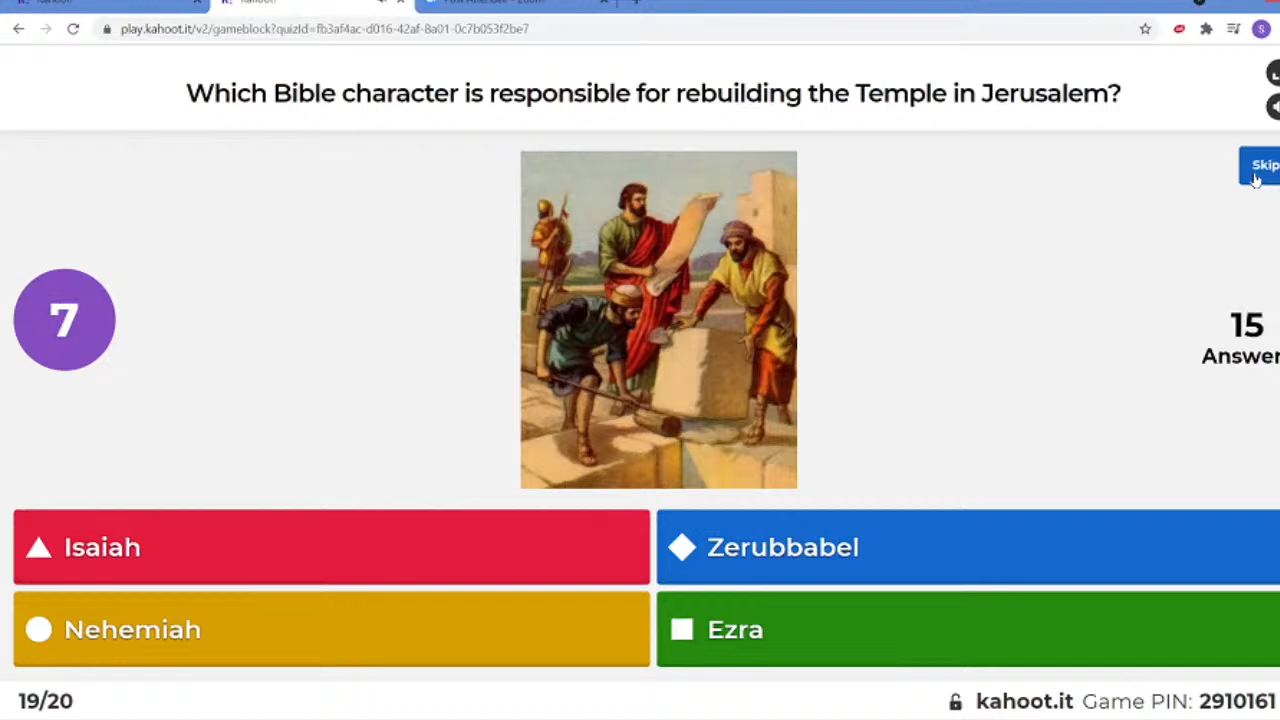 play.kahoot.it/v2/gameblock?quizId=fb3af4ac-d016-42af-8a01-0c7b053f2be7
S
Which Bible character is responsible for rebuilding the Temple in Jerusalem?
Skip
7
15
Answer
Isaiah
Zerubbabel
Nehemiah
Ezra
19/20
kahoot.it Game PIN: 2910161